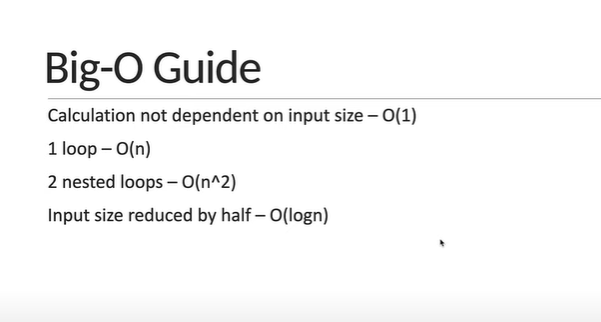 Big-O Guide
Calculation not dependent on input size – O(1)
1 loop – O(n)
2 nested loops – O(n^2)
Input size reduced by half – O(logn)